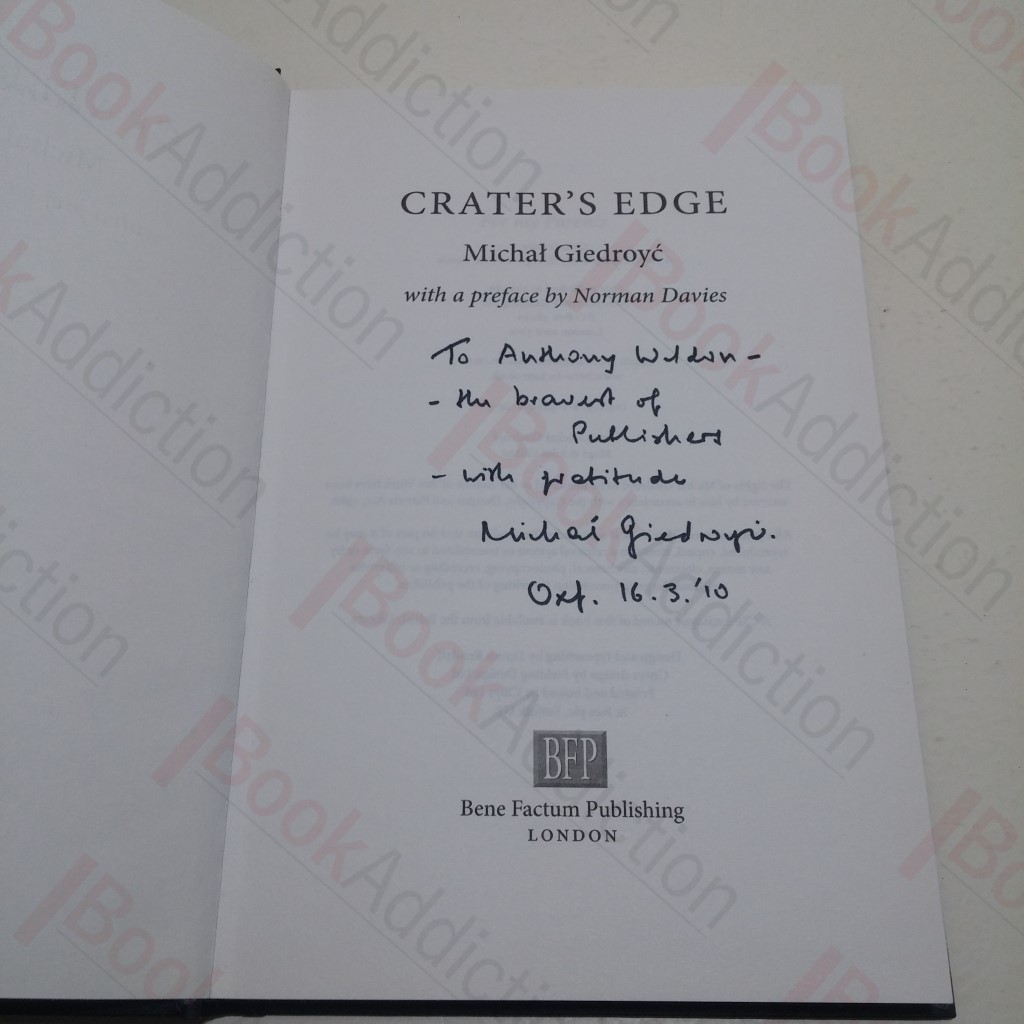 CRATER'S EDGE
Michał Giedroyć
with a preface by Norman Davies
To Anthony Weldon –
– the bravest of
Publishers
– with gratitude
Michał Giedroyć.
Oxf. 16.3.'10
BFP
Bene Factum Publishing
LONDON
BookAddiction